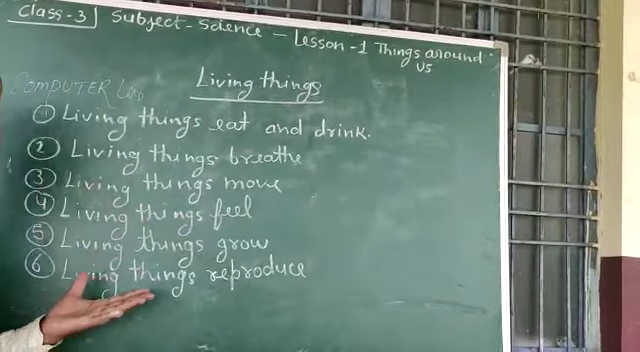 Class-3 Subject-Science - Lesson-1 Things around us
COMPUTER Lab
Living things
1 Living things eat and drink.
2 Living things breathe
3 Living things move
4 Living things feel
5 Living things grow
6 Living things reproduce